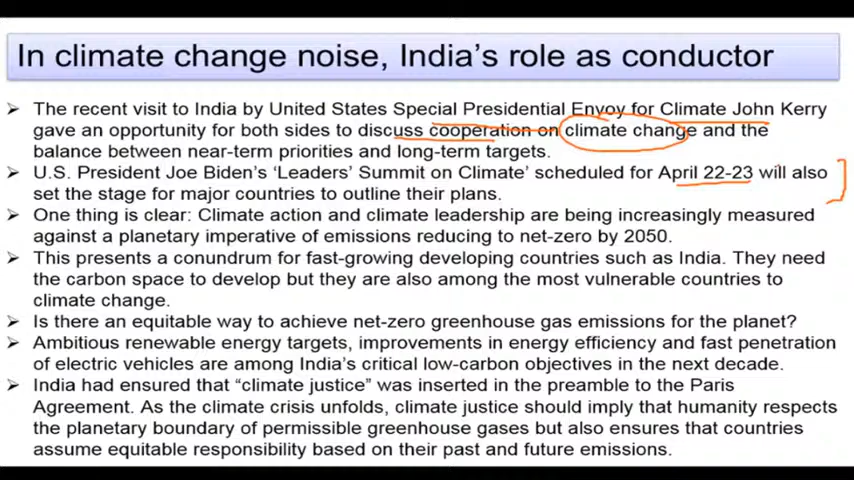 In climate change noise, India's role as conductor
➢ The recent visit to India by United States Special Presidential Envoy for Climate John Kerry
gave an opportunity for both sides to discuss cooperation on climate change and the
balance between near-term priorities and long-term targets.
➢ U.S. President Joe Biden's 'Leaders' Summit on Climate' scheduled for April 22-23 will also
set the stage for major countries to outline their plans.
➢ One thing is clear: Climate action and climate leadership are being increasingly measured
against a planetary imperative of emissions reducing to net-zero by 2050.
➢ This presents a conundrum for fast-growing developing countries such as India. They need
the carbon space to develop but they are also among the most vulnerable countries to
climate change.
➢ Is there an equitable way to achieve net-zero greenhouse gas emissions for the planet?
➢ Ambitious renewable energy targets, improvements in energy efficiency and fast penetration
of electric vehicles are among India's critical low-carbon objectives in the next decade.
➢ India had ensured that “climate justice” was inserted in the preamble to the Paris
Agreement. As the climate crisis unfolds, climate justice should imply that humanity respects
the planetary boundary of permissible greenhouse gases but also ensures that countries
assume equitable responsibility based on their past and future emissions.